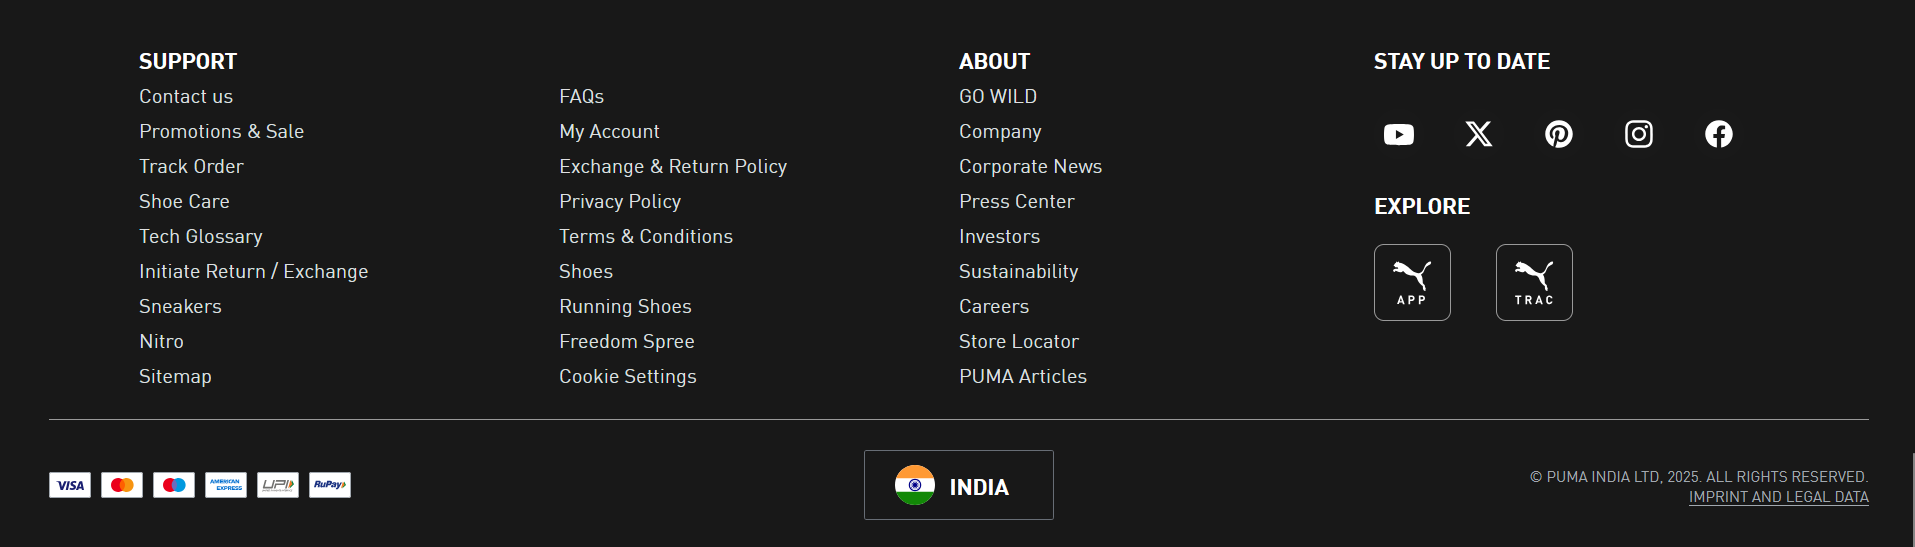 SUPPORT
Contact us
Promotions & Sale
Track Order
Shoe Care
Tech Glossary
Initiate Return / Exchange
Sneakers
Nitro
Sitemap
FAQs
My Account
Exchange & Return Policy
Privacy Policy
Terms & Conditions
Shoes
Running Shoes
Freedom Spree
Cookie Settings
ABOUT
GO WILD
Company
Corporate News
Press Center
Investors
Sustainability
Careers
Store Locator
PUMA Articles
STAY UP TO DATE
EXPLORE
APP
TRAC
VISA
AMERICAN
EXPRESS
UPI
RuPay
INDIA
© PUMA INDIA LTD, 2025. ALL RIGHTS RESERVED.
IMPRINT AND LEGAL DATA